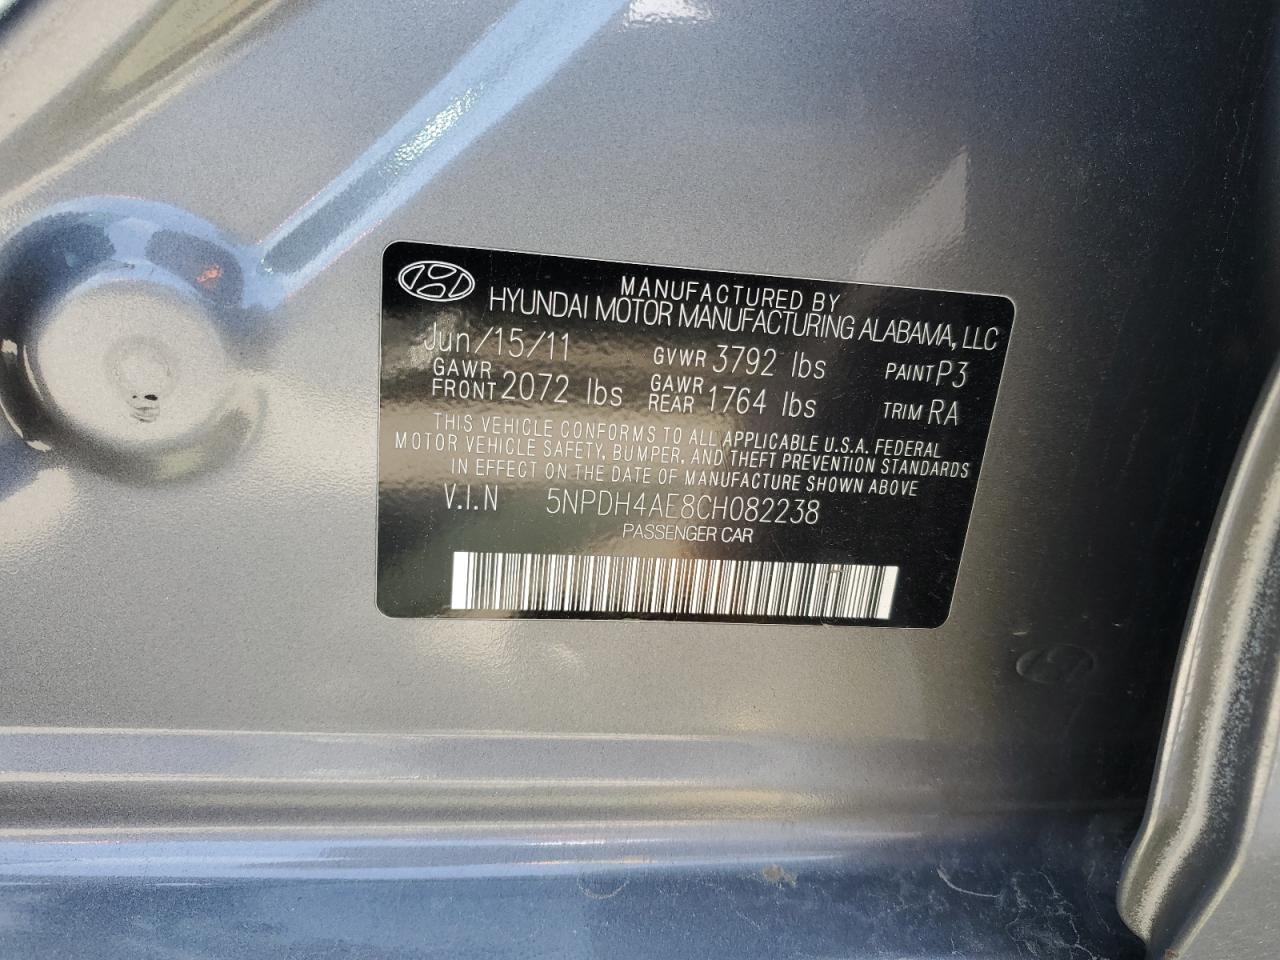 MANUFACTURED BY
HYUNDAI MOTOR MANUFACTURING ALABAMA, LLC
Jun/15/11 GVWR 3792 lbs PAINT P3
GAWR FRONT 2072 lbs GAWR REAR 1764 lbs TRIM RA
THIS VEHICLE CONFORMS TO ALL APPLICABLE U.S.A. FEDERAL
MOTOR VEHICLE SAFETY, BUMPER, AND THEFT PREVENTION STANDARDS
IN EFFECT ON THE DATE OF MANUFACTURE SHOWN ABOVE
V.I.N 5NPDH4AE8CH082238
PASSENGER CAR